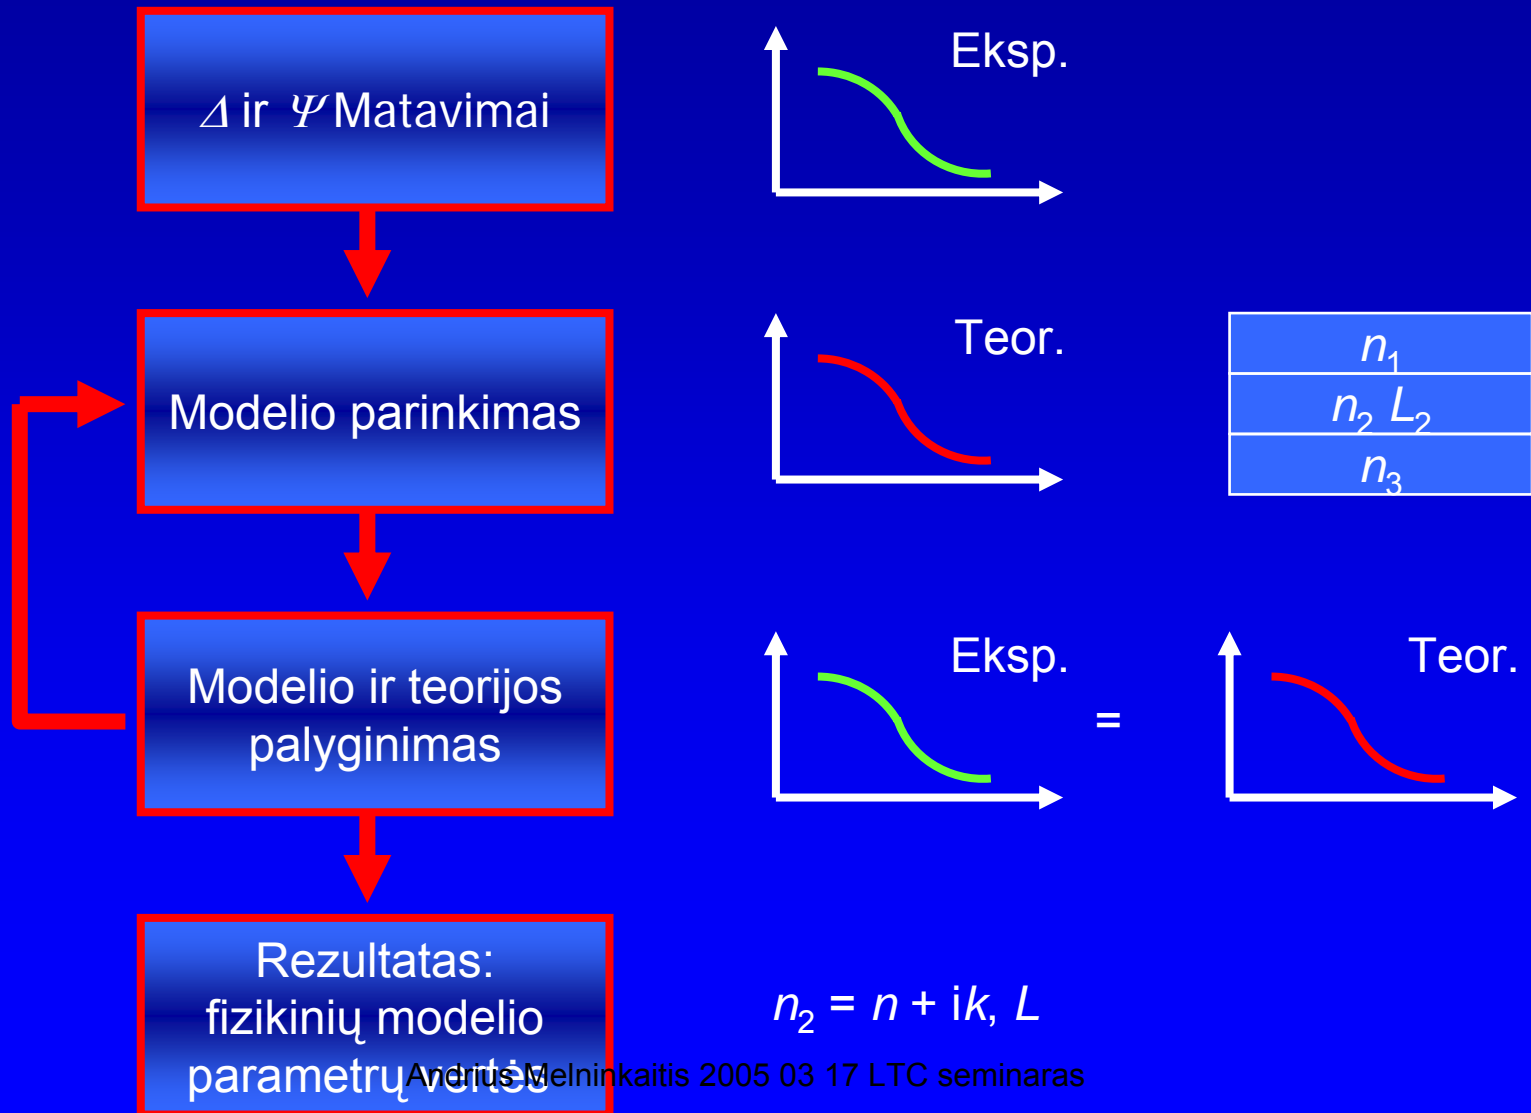 Δ ir Ψ Matavimai
Eksp.
Modelio parinkimas
Teor.
n₁
n₂ L₂
n₃
Modelio ir teorijos
palyginimas
Eksp.
=
Teor.
Rezultatas:
fizikinių modelio
parametrų vertės
n₂ = n + ik, L
Andrius Melninkaitis 2005 03 17 LTC seminaras